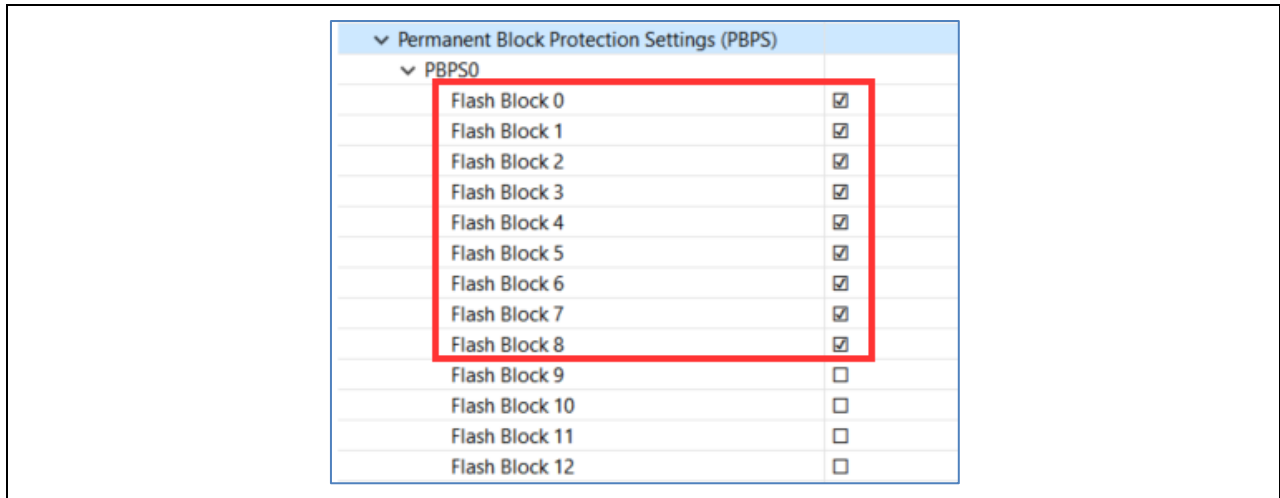 Permanent Block Protection Settings (PBPS)
PBPS0
Flash Block 0
Flash Block 1
Flash Block 2
Flash Block 3
Flash Block 4
Flash Block 5
Flash Block 6
Flash Block 7
Flash Block 8
Flash Block 9
Flash Block 10
Flash Block 11
Flash Block 12